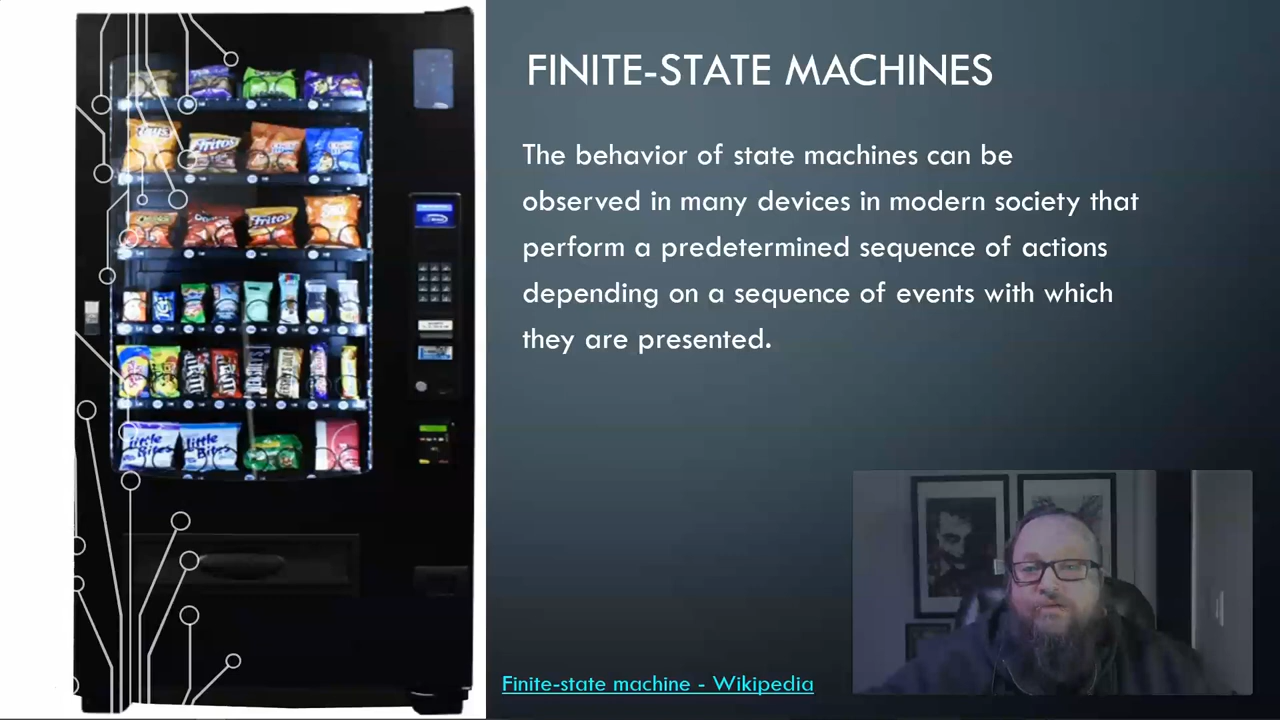 FINITE-STATE MACHINES
The behavior of state machines can be
observed in many devices in modern society that
perform a predetermined sequence of actions
depending on a sequence of events with which
they are presented.
Fritos
Fritos
little Bites
little Bites
Finite-state machine - Wikipedia